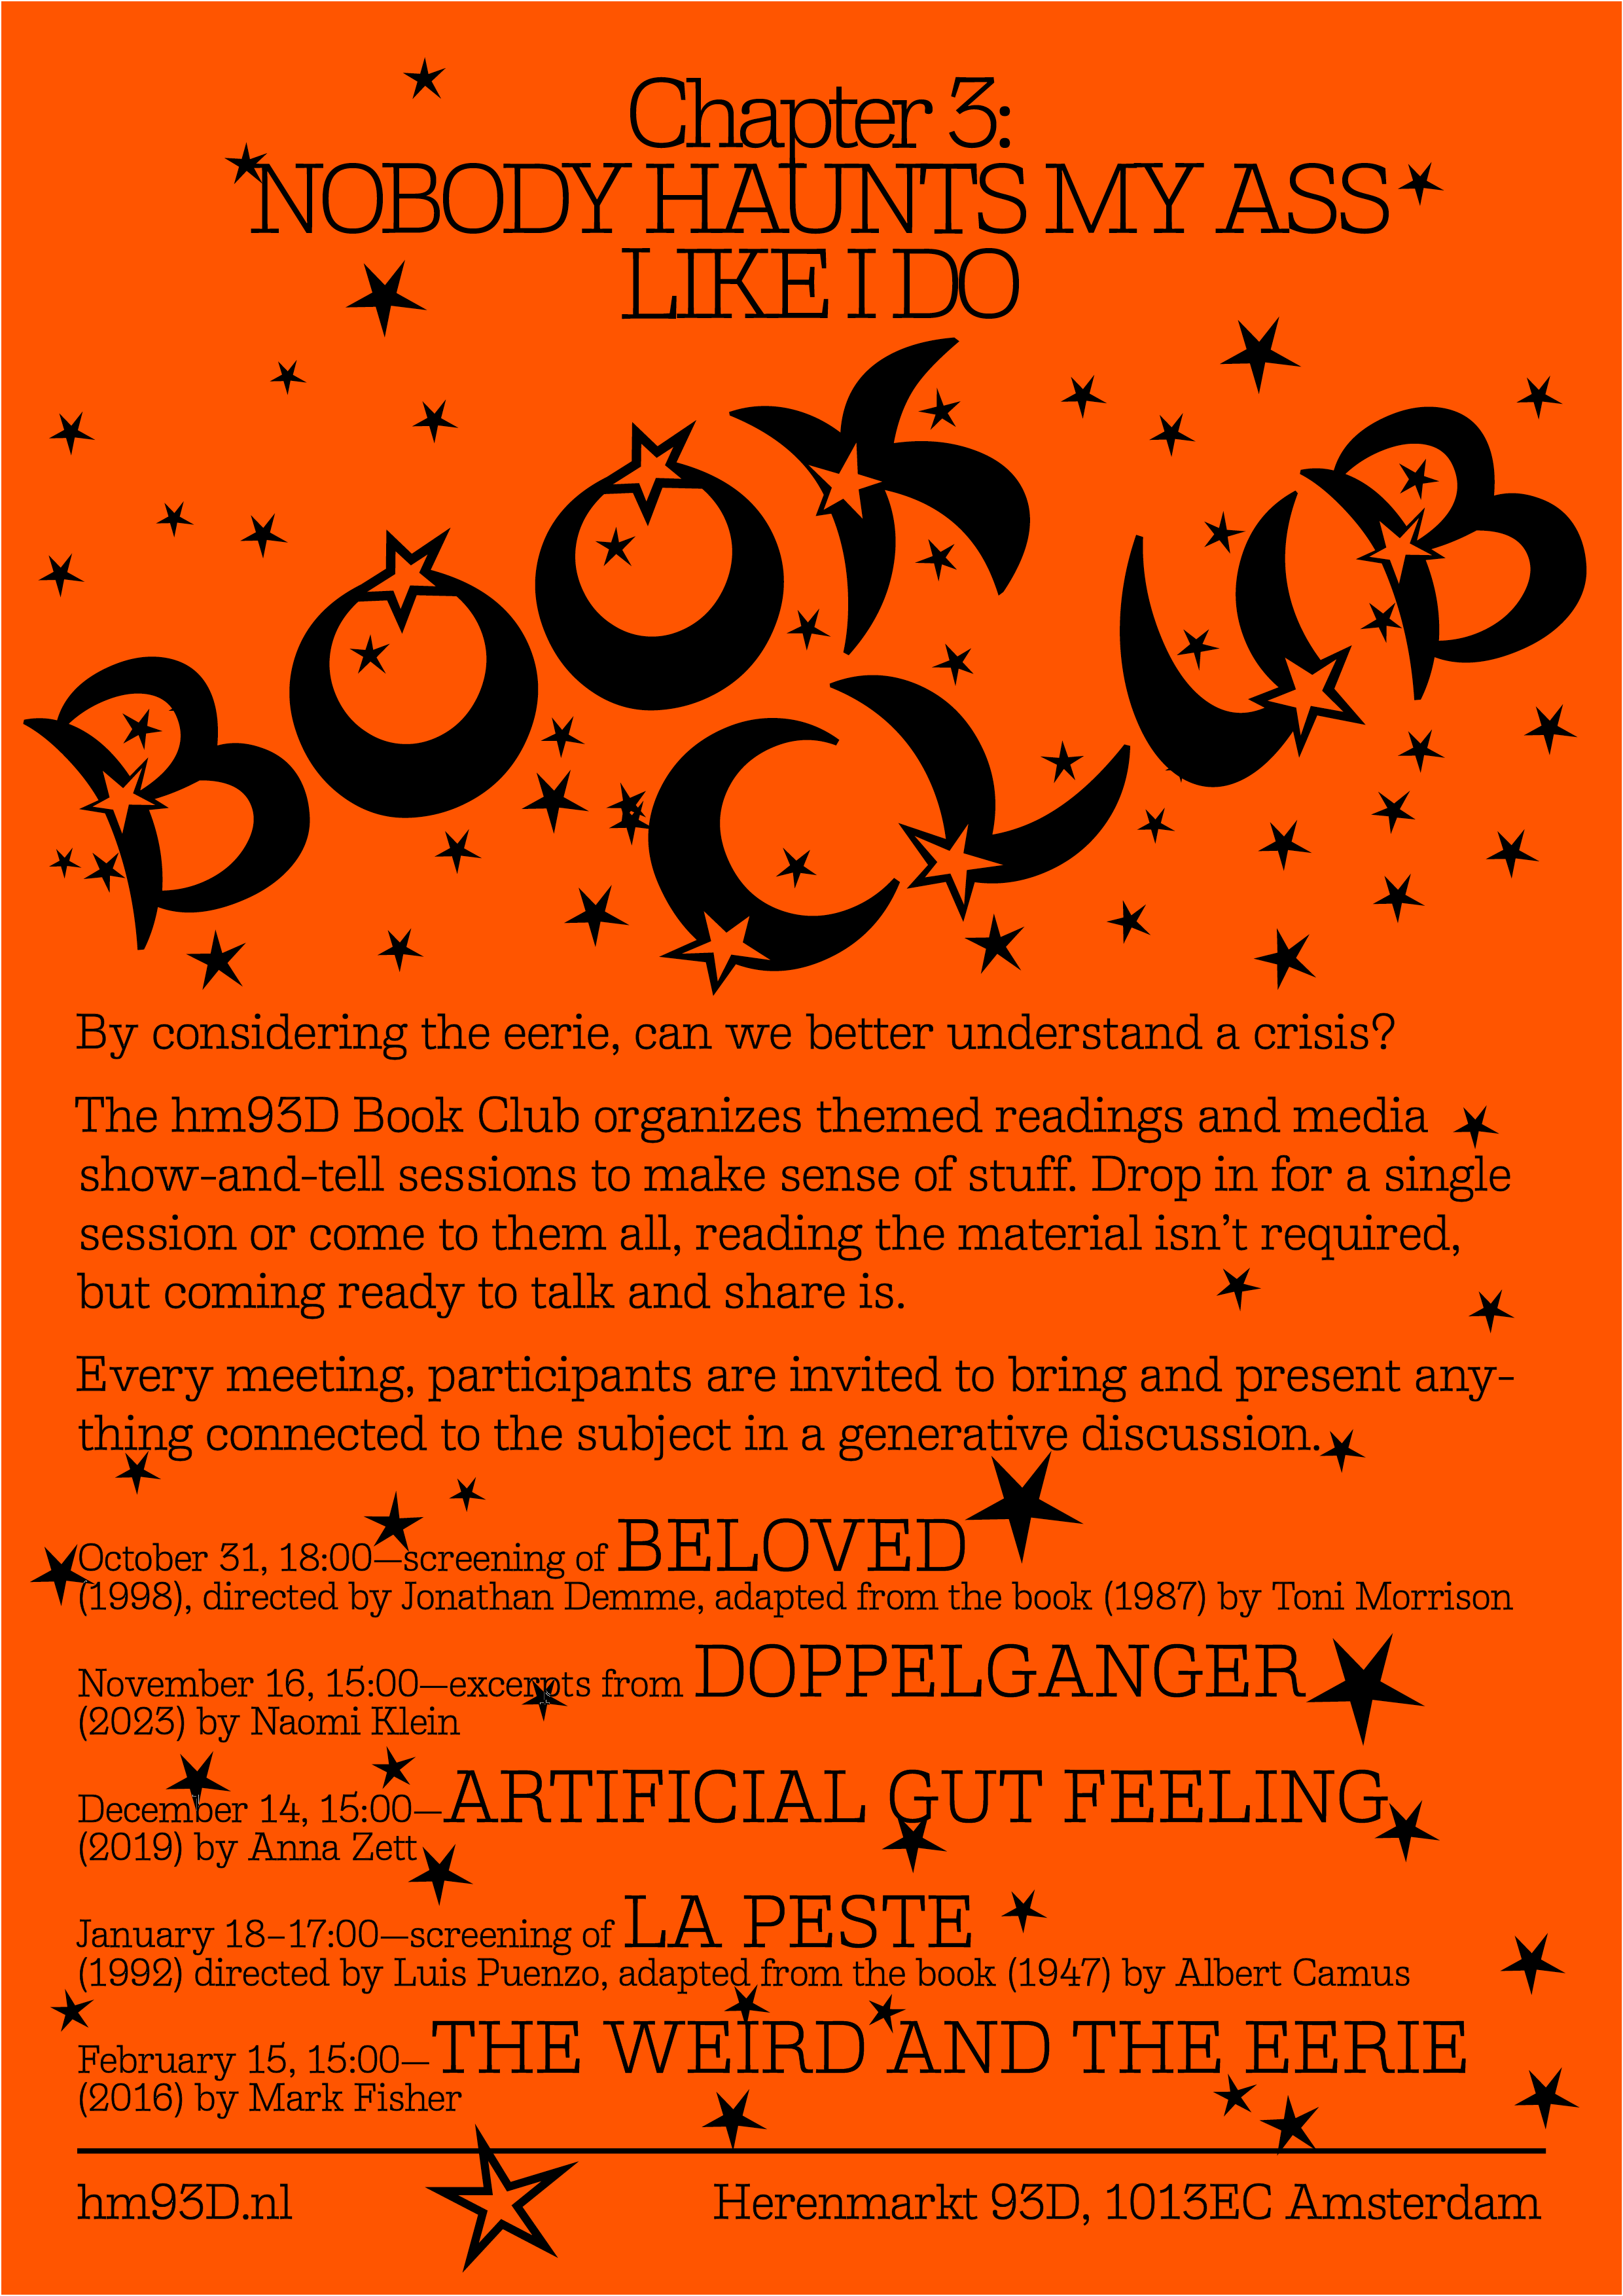 Chapter 3:
NOBODY HAUNTS MY ASS
LIKE I DO
BOOK
CLUB
By considering the eerie, can we better understand a crisis?
The hm93D Book Club organizes themed readings and media
show-and-tell sessions to make sense of stuff. Drop in for a single
session or come to them all, reading the material isn’t required,
but coming ready to talk and share is.
Every meeting, participants are invited to bring and present any-
thing connected to the subject in a generative discussion.
October 31, 18:00—screening of BELOVED
(1998), directed by Jonathan Demme, adapted from the book (1987) by Toni Morrison
November 16, 15:00—excerpts from DOPPELGANGER
(2023) by Naomi Klein
December 14, 15:00—ARTIFICIAL GUT FEELING
(2019) by Anna Zett
January 18–17:00—screening of LA PESTE
(1992) directed by Luis Puenzo, adapted from the book (1947) by Albert Camus
February 15, 15:00—THE WEIRD AND THE EERIE
(2016) by Mark Fisher
hm93D.nl
Herenmarkt 93D, 1013EC Amsterdam